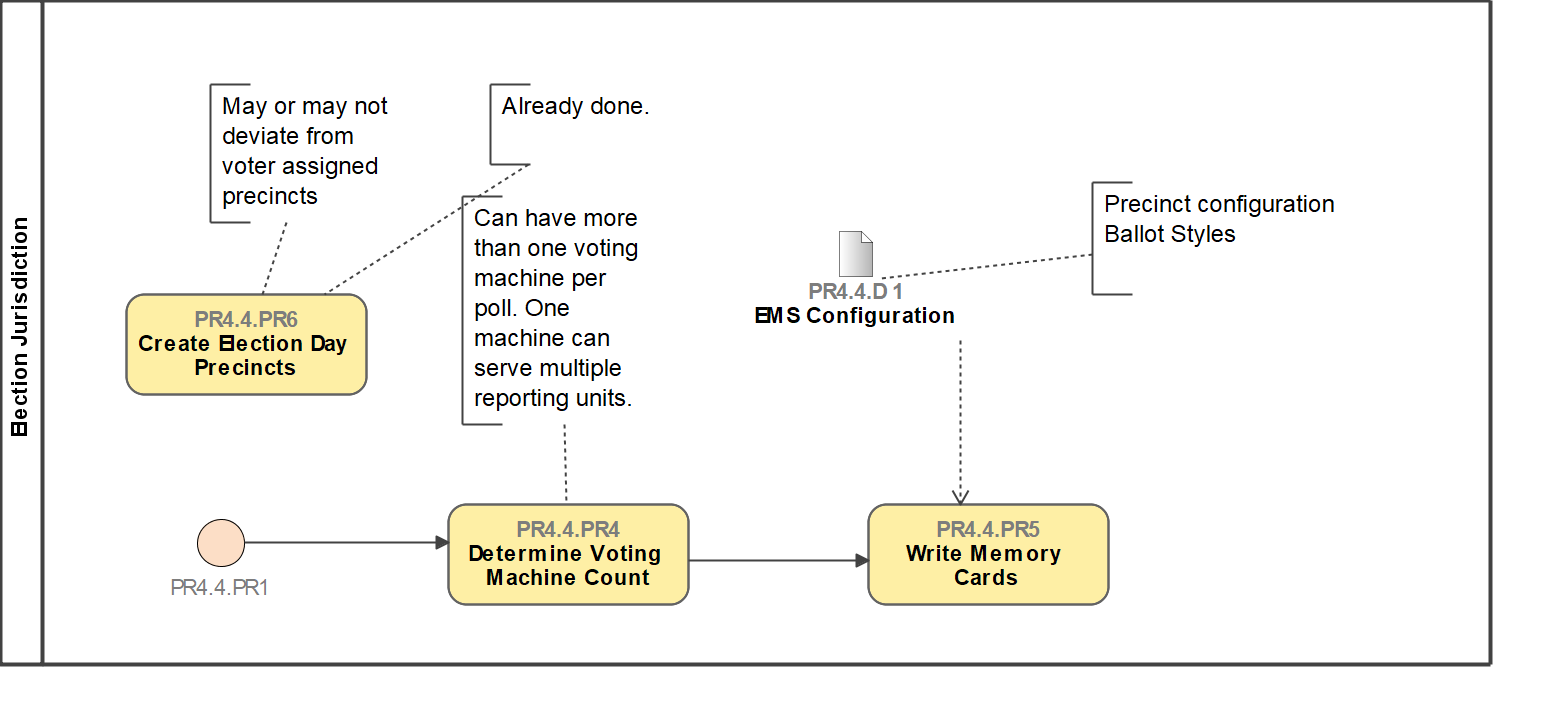 Election Jurisdiction
May or may not
deviate from
voter assigned
precincts
Already done.
Can have more
than one voting
machine per
poll. One
machine can
serve multiple
reporting units.
Precinct configuration
Ballot Styles
PR4.4.D1
EMS Configuration
PR4.4.PR6
Create Election Day
Precincts
PR4.4.PR1
PR4.4.PR4
Determine Voting
Machine Count
PR4.4.PR5
Write Memory
Cards